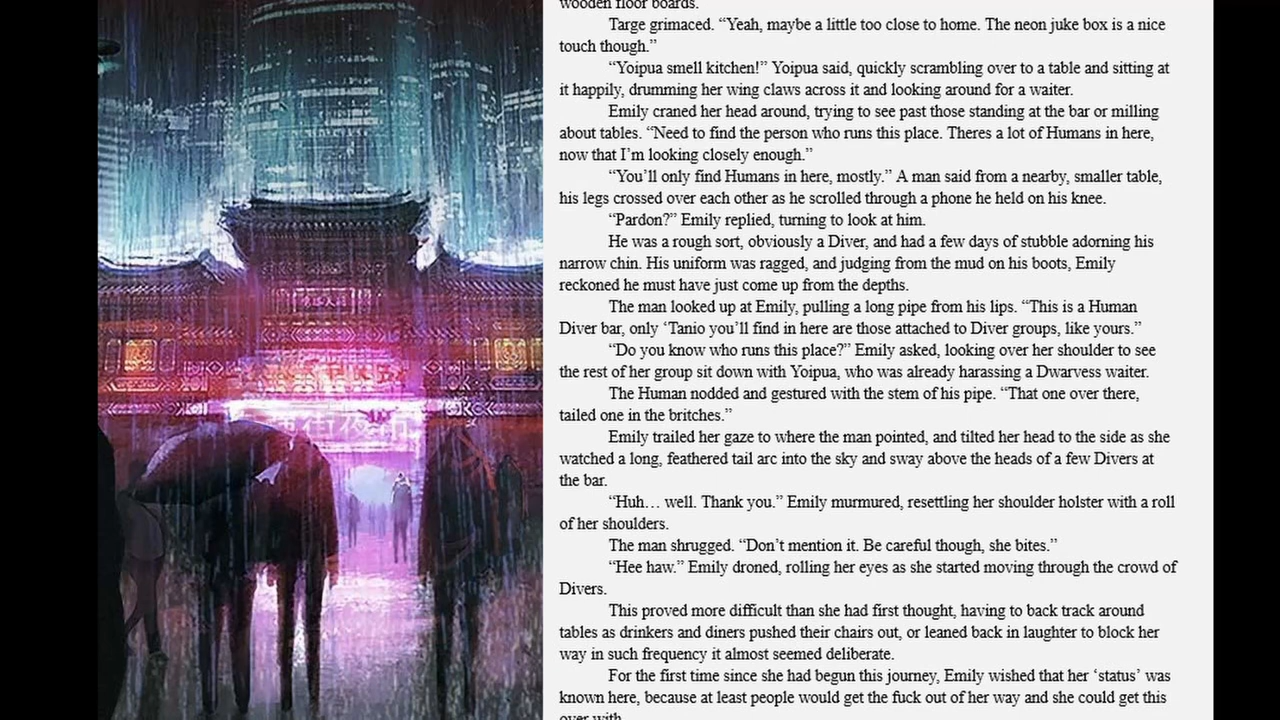 wooden floor boards.
Targe grimaced. “Yeah, maybe a little too close to home. The neon juke box is a nice
touch though.”
“Yoipua smell kitchen!” Yoipua said, quickly scrambling over to a table and sitting at
it happily, drumming her wing claws across it and looking around for a waiter.
Emily craned her head around, trying to see past those standing at the bar or milling
about tables. “Need to find the person who runs this place. Theres a lot of Humans in here,
now that I’m looking closely enough.”
“You’ll only find Humans in here, mostly.” A man said from a nearby, smaller table,
his legs crossed over each other as he scrolled through a phone he held on his knee.
“Pardon?” Emily replied, turning to look at him.
He was a rough sort, obviously a Diver, and had a few days of stubble adorning his
narrow chin. His uniform was ragged, and judging from the mud on his boots, Emily
reckoned he must have just come up from the depths.
The man looked up at Emily, pulling a long pipe from his lips. “This is a Human
Diver bar, only ‘Tanio you’ll find in here are those attached to Diver groups, like yours.”
“Do you know who runs this place?” Emily asked, looking over her shoulder to see
the rest of her group sit down with Yoipua, who was already harassing a Dwarvess waiter.
The Human nodded and gestured with the stem of his pipe. “That one over there,
tailed one in the britches.”
Emily trailed her gaze to where the man pointed, and tilted her head to the side as she
watched a long, feathered tail arc into the sky and sway above the heads of a few Divers at
the bar.
“Huh… well. Thank you.” Emily murmured, resettling her shoulder holster with a roll
of her shoulders.
The man shrugged. “Don’t mention it. Be careful though, she bites.”
“Hee haw.” Emily droned, rolling her eyes as she started moving through the crowd of
Divers.
This proved more difficult than she had first thought, having to back track around
tables as drinkers and diners pushed their chairs out, or leaned back in laughter to block her
way in such frequency it almost seemed deliberate.
For the first time since she had begun this journey, Emily wished that her ‘status’ was
known here, because at least people would get the fuck out of her way and she could get this
over with.